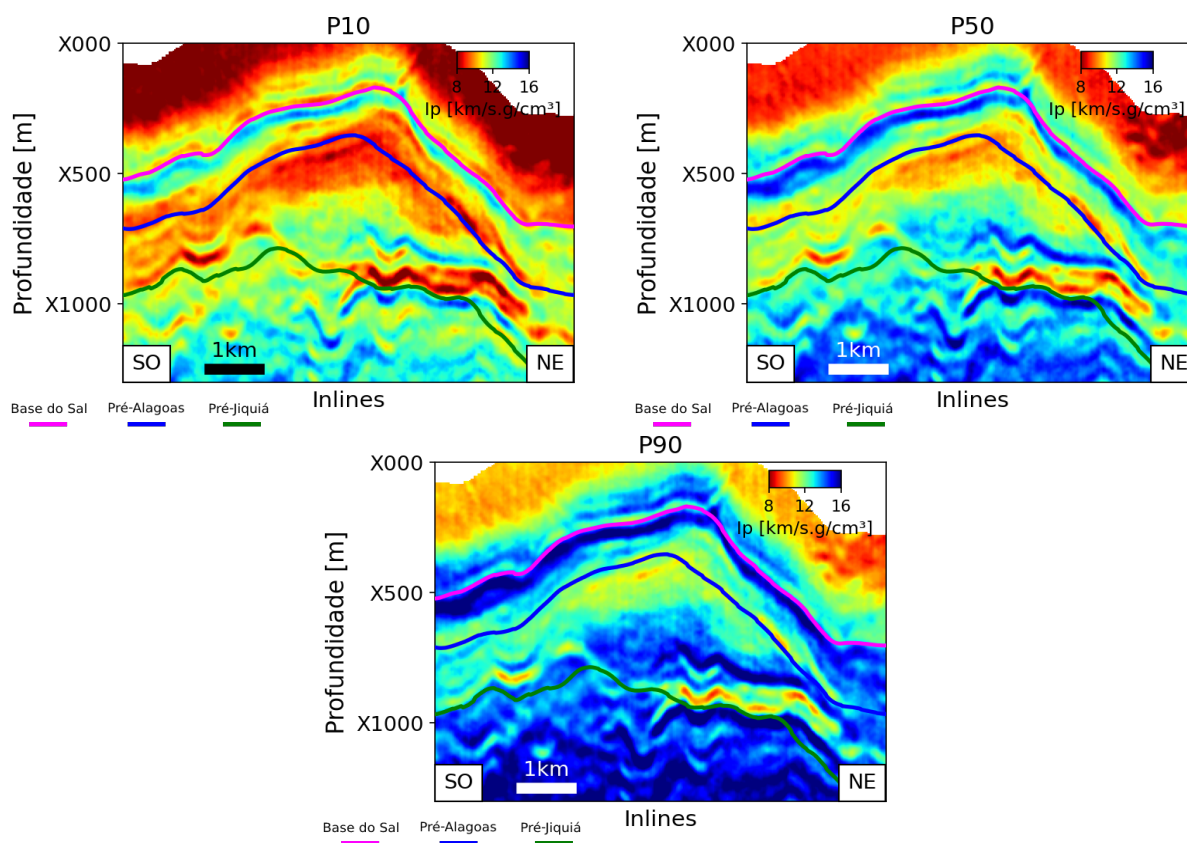 P10
X000
X500
X1000
Profundidade [m]
8 12 16
Ip [km/s.g/cm³]
SO
1km
NE
Inlines
Base do Sal Pré-Alagoas Pré-Jiquiá
P50
X000
X500
X1000
Profundidade [m]
8 12 16
Ip [km/s.g/cm³]
SO
1km
NE
Inlines
Base do Sal Pré-Alagoas Pré-Jiquiá
P90
X000
X500
X1000
Profundidade [m]
8 12 16
Ip [km/s.g/cm³]
SO
1km
NE
Inlines
Base do Sal Pré-Alagoas Pré-Jiquiá